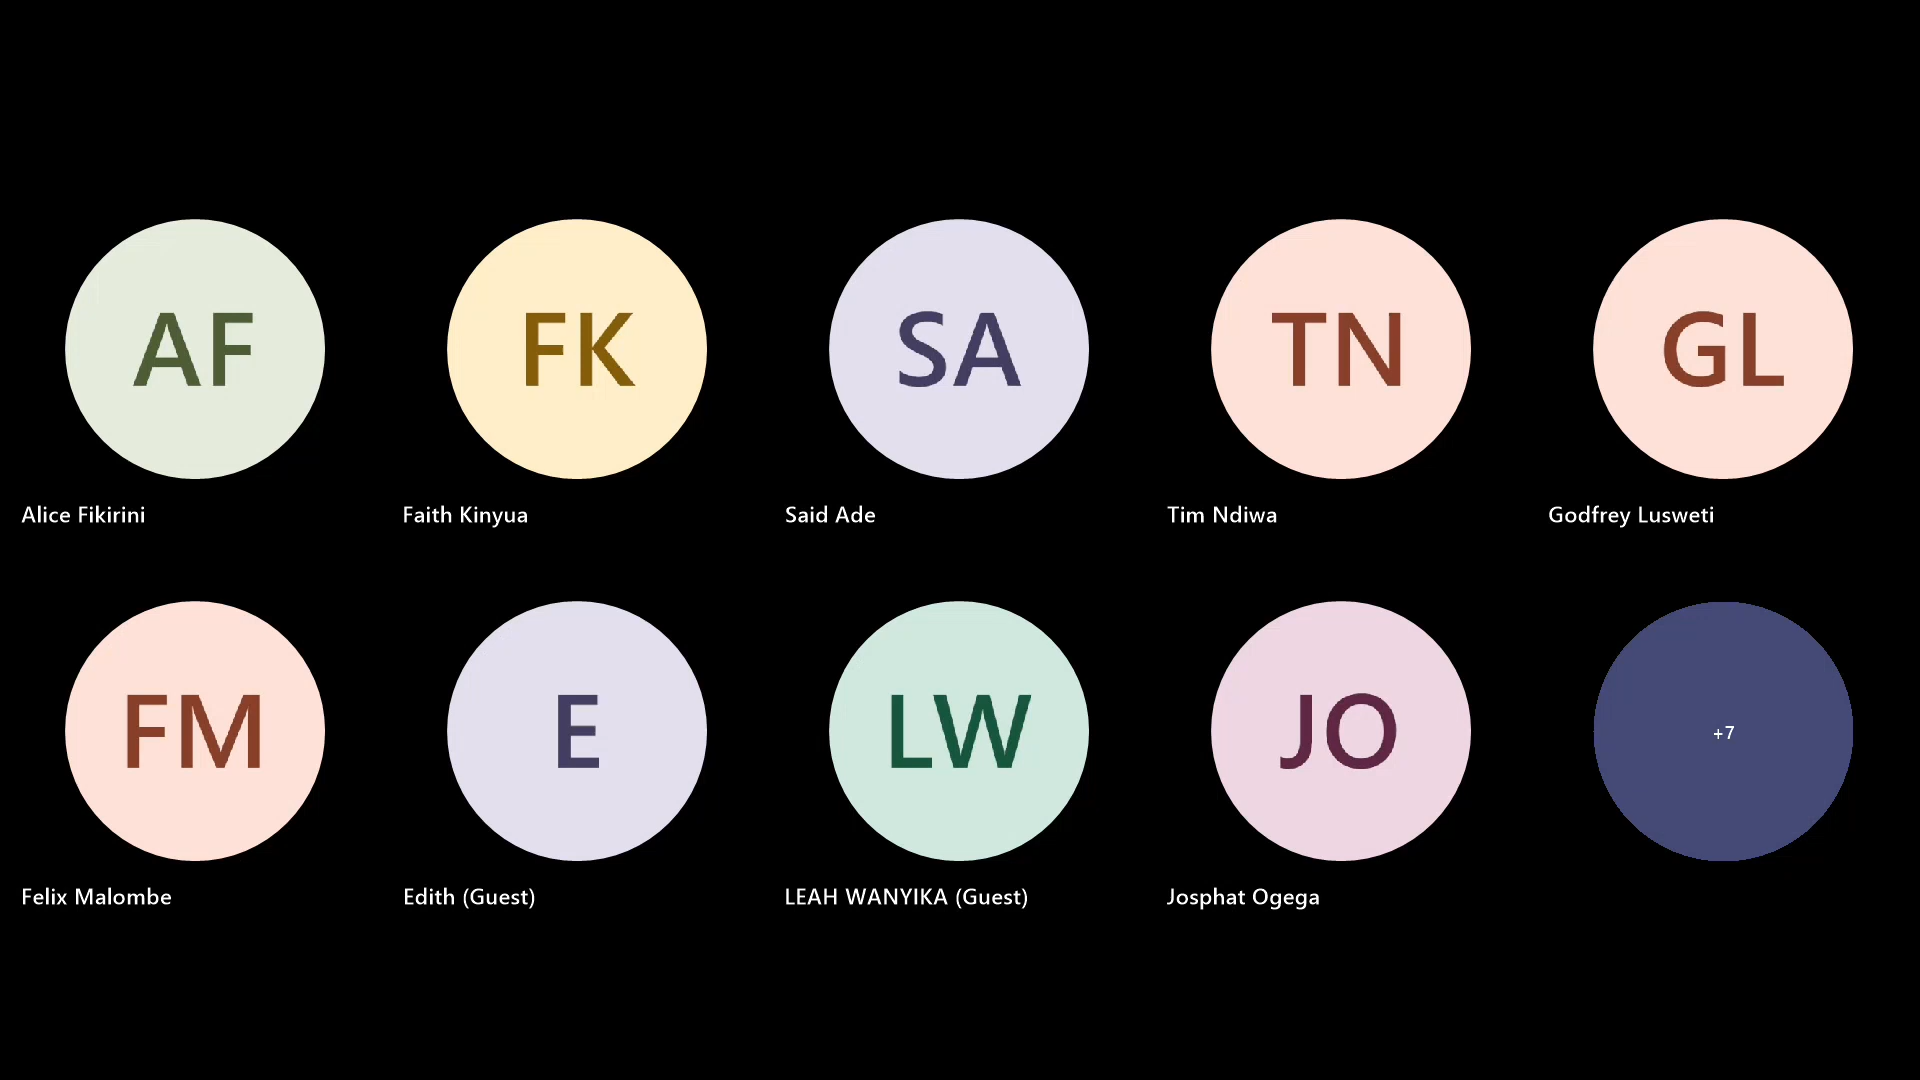 AF
FK
SA
TN
GL
Alice Fikirini
Faith Kinyua
Said Ade
Tim Ndiwa
Godfrey Lusweti
FM
E
LW
JO
+7
Felix Malombe
Edith (Guest)
LEAH WANYIKA (Guest)
Josphat Ogega